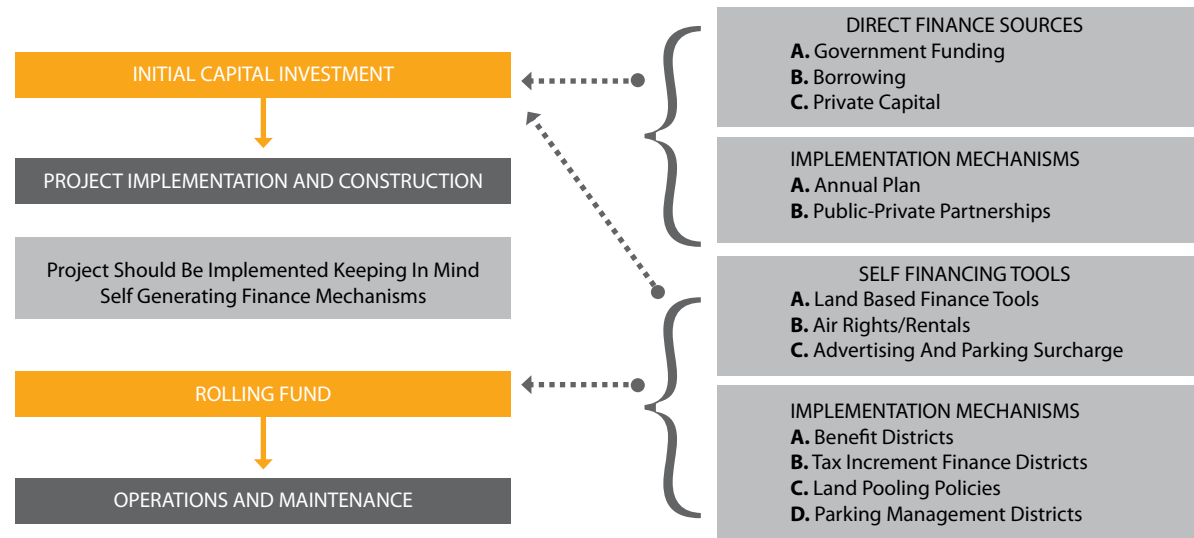 INITIAL CAPITAL INVESTMENT
PROJECT IMPLEMENTATION AND CONSTRUCTION
Project Should Be Implemented Keeping In Mind
Self Generating Finance Mechanisms
ROLLING FUND
OPERATIONS AND MAINTENANCE
DIRECT FINANCE SOURCES
A. Government Funding
B. Borrowing
C. Private Capital
IMPLEMENTATION MECHANISMS
A. Annual Plan
B. Public-Private Partnerships
SELF FINANCING TOOLS
A. Land Based Finance Tools
B. Air Rights/Rentals
C. Advertising And Parking Surcharge
IMPLEMENTATION MECHANISMS
A. Benefit Districts
B. Tax Increment Finance Districts
C. Land Pooling Policies
D. Parking Management Districts